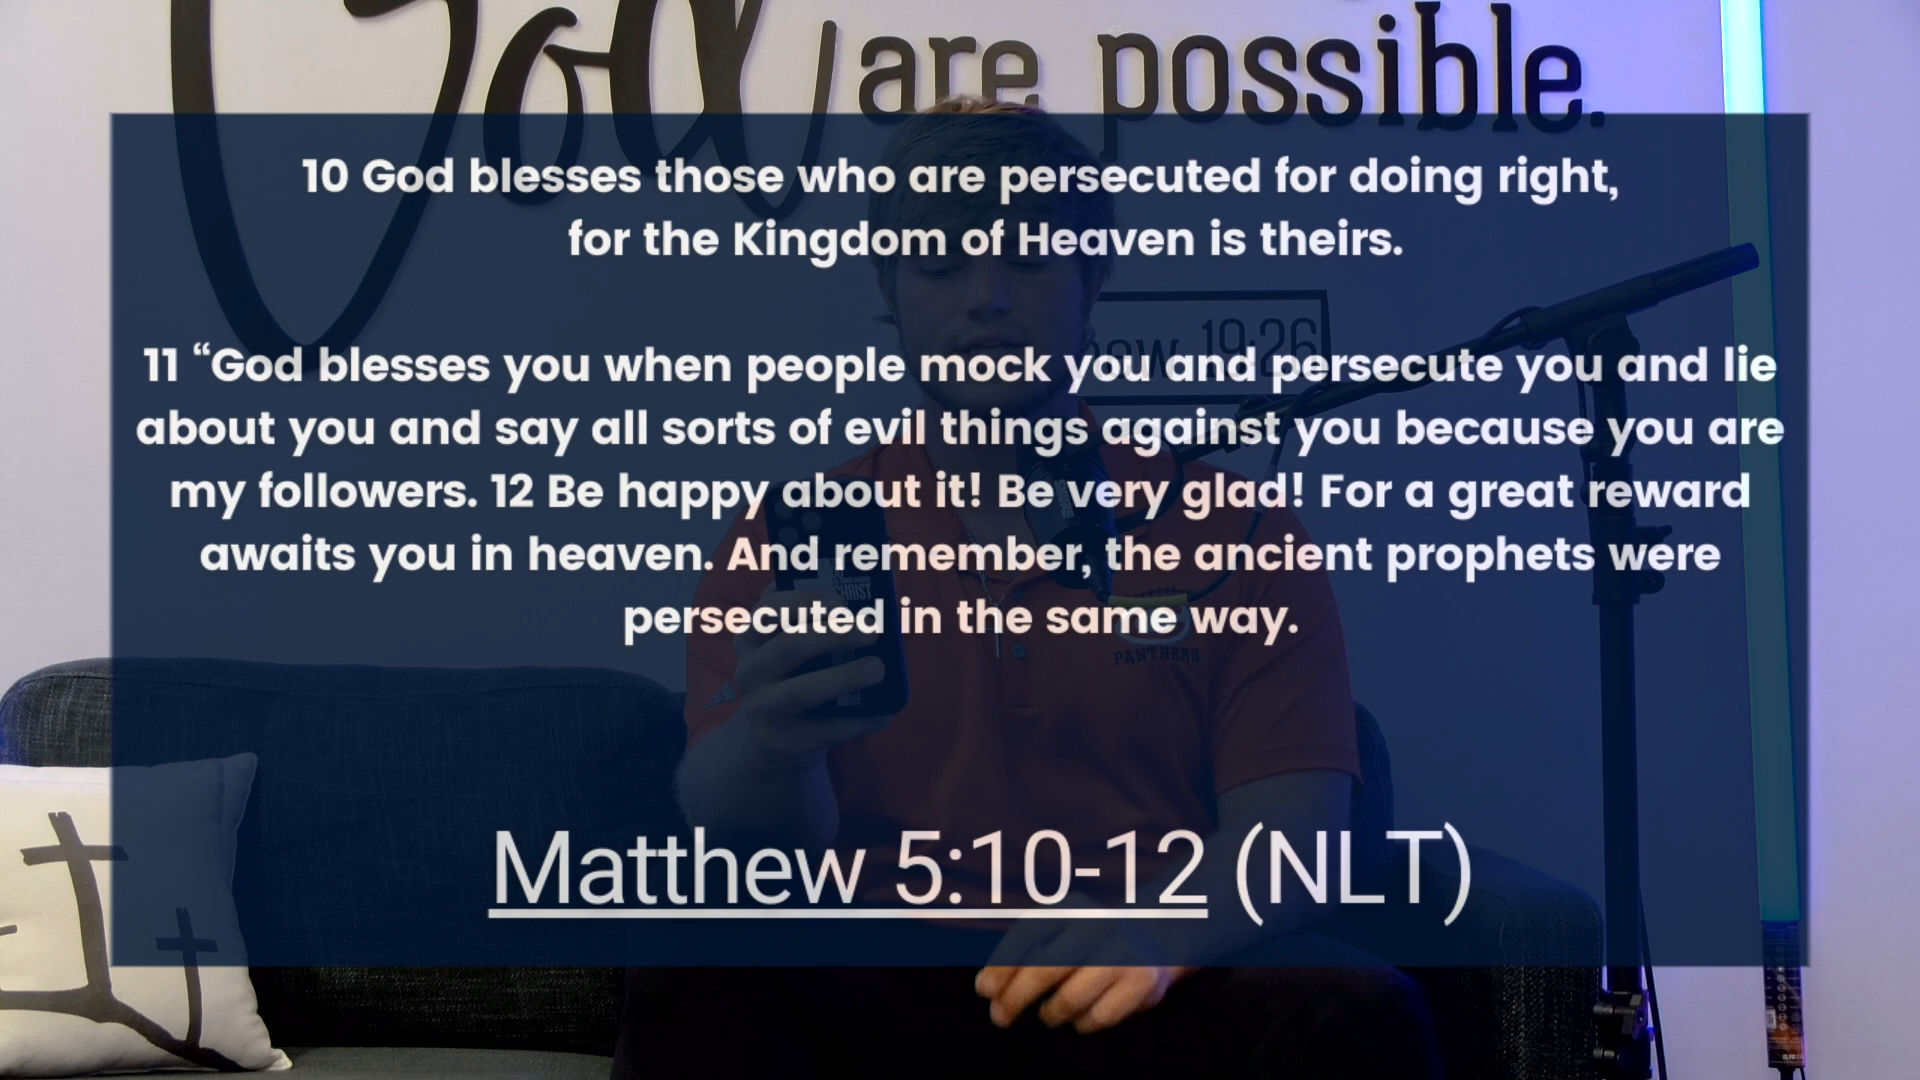 God are possible.
10 God blesses those who are persecuted for doing right,
for the Kingdom of Heaven is theirs.
11 “God blesses you when people mock you and persecute you and lie
about you and say all sorts of evil things against you because you are
my followers. 12 Be happy about it! Be very glad! For a great reward
awaits you in heaven. And remember, the ancient prophets were
persecuted in the same way.
Matthew 5:10-12 (NLT)
19:26
CHRIST
PANTHERS